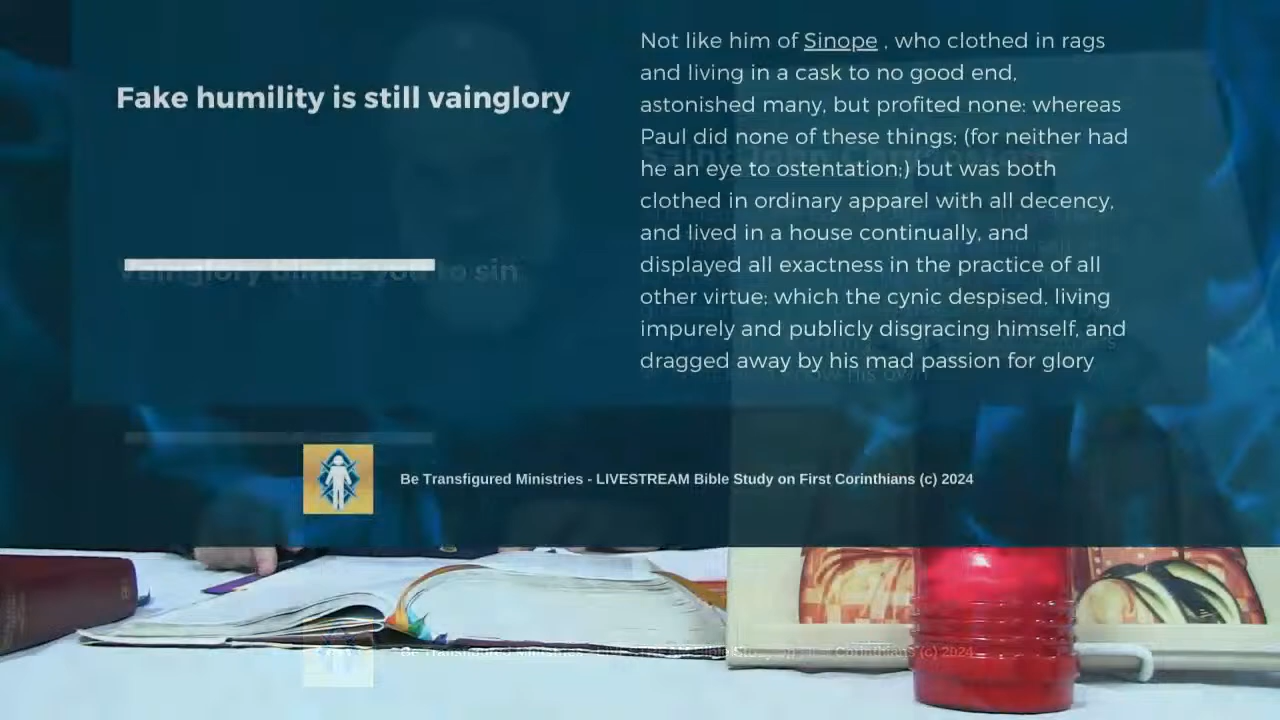 Fake humility is still vainglory
Not like him of Sinope , who clothed in rags
and living in a cask to no good end,
astonished many, but profited none: whereas
Paul did none of these things; (for neither had
he an eye to ostentation;) but was both
clothed in ordinary apparel with all decency,
and lived in a house continually, and
displayed all exactness in the practice of all
other virtue; which the cynic despised, living
impurely and publicly disgracing himself, and
dragged away by his mad passion for glory
Vainglory blinds you to sin
Be Transfigured Ministries - LIVESTREAM Bible Study on First Corinthians (c) 2024